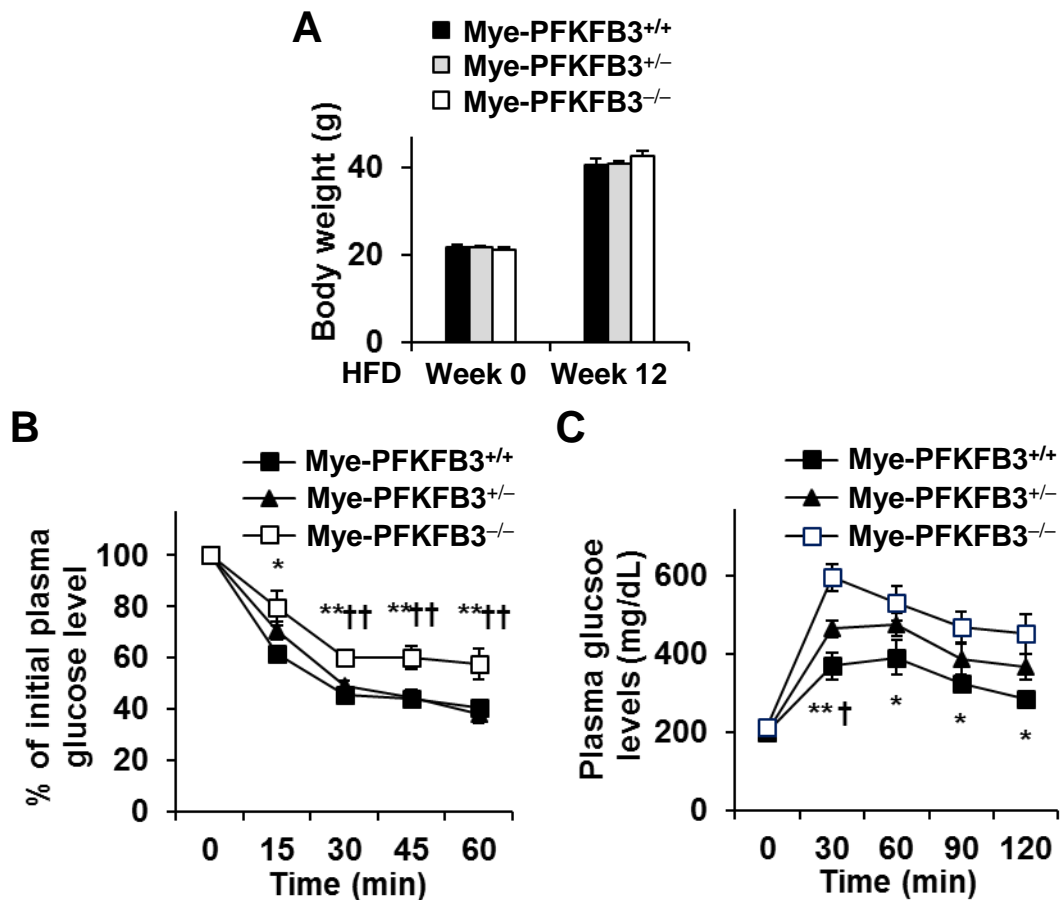 A
Mye-PFKFB3+/+
Mye-PFKFB3+/–
Mye-PFKFB3–/–
Body weight (g)
40
20
0
HFD Week 0 Week 12
B
Mye-PFKFB3+/+
Mye-PFKFB3+/–
Mye-PFKFB3–/–
% of initial plasma
glucose level
100
80
60
40
20
0
*
**†† **†† **††
0 15 30 45 60
Time (min)
C
Mye-PFKFB3+/+
Mye-PFKFB3+/–
Mye-PFKFB3–/–
Plasma glucsoe
levels (mg/dL)
600
400
200
0
**† * * *
0 30 60 90 120
Time (min)